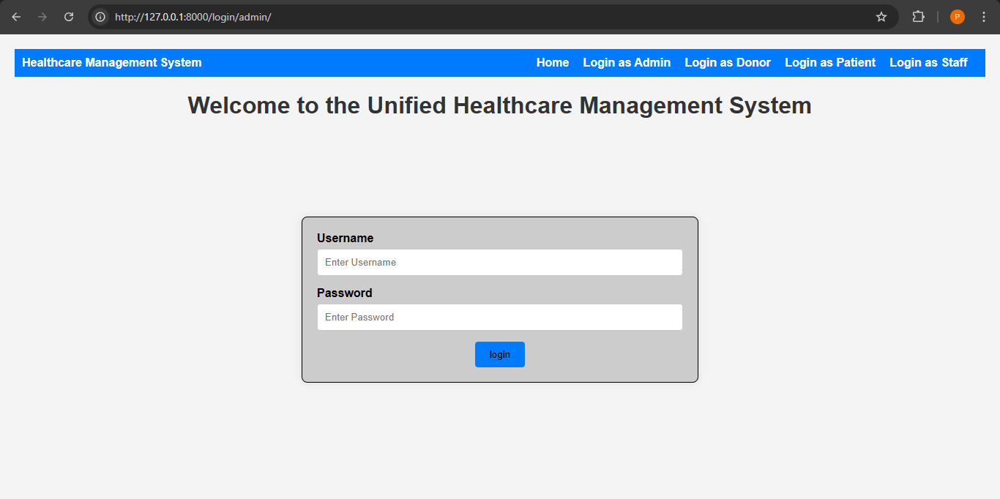 http://127.0.0.1:8000/login/admin/
P
Healthcare Management System Home Login as Admin Login as Donor Login as Patient Login as Staff
Welcome to the Unified Healthcare Management System
Username
Enter Username
Password
Enter Password
login